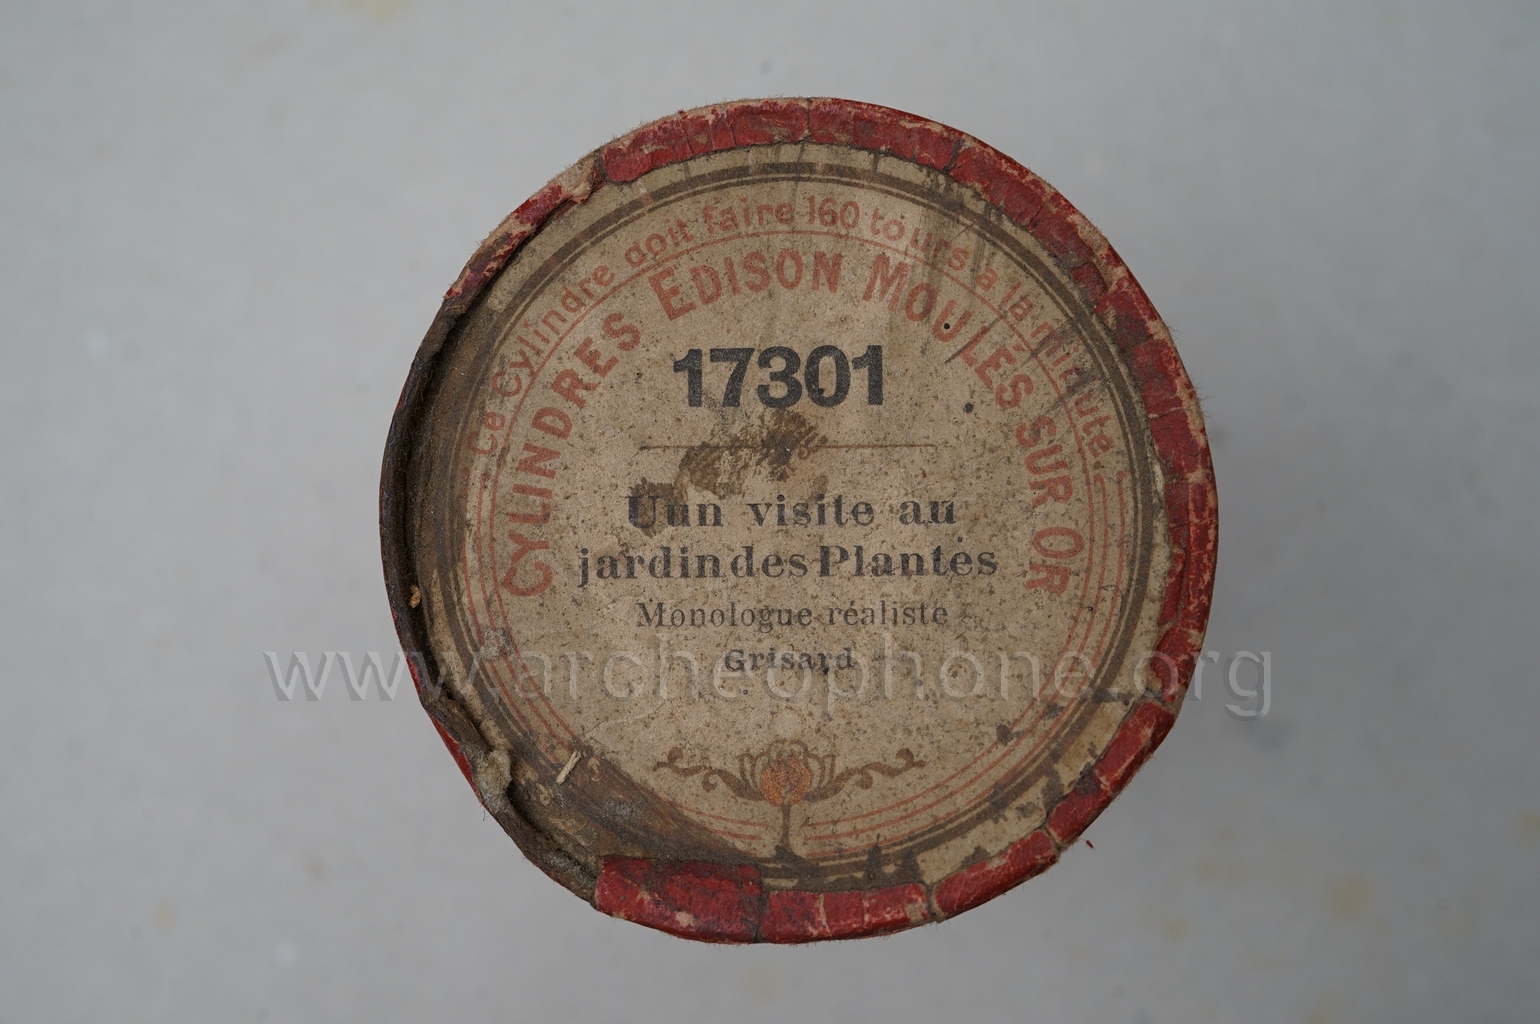 Ce Cylindre doit faire 160 tours à la minute.
CYLINDRES EDISON MOULÉS SUR OR
17301
Uun visite au
jardin des Plantes
Monologue réaliste
Grisard
www.archeophone.org